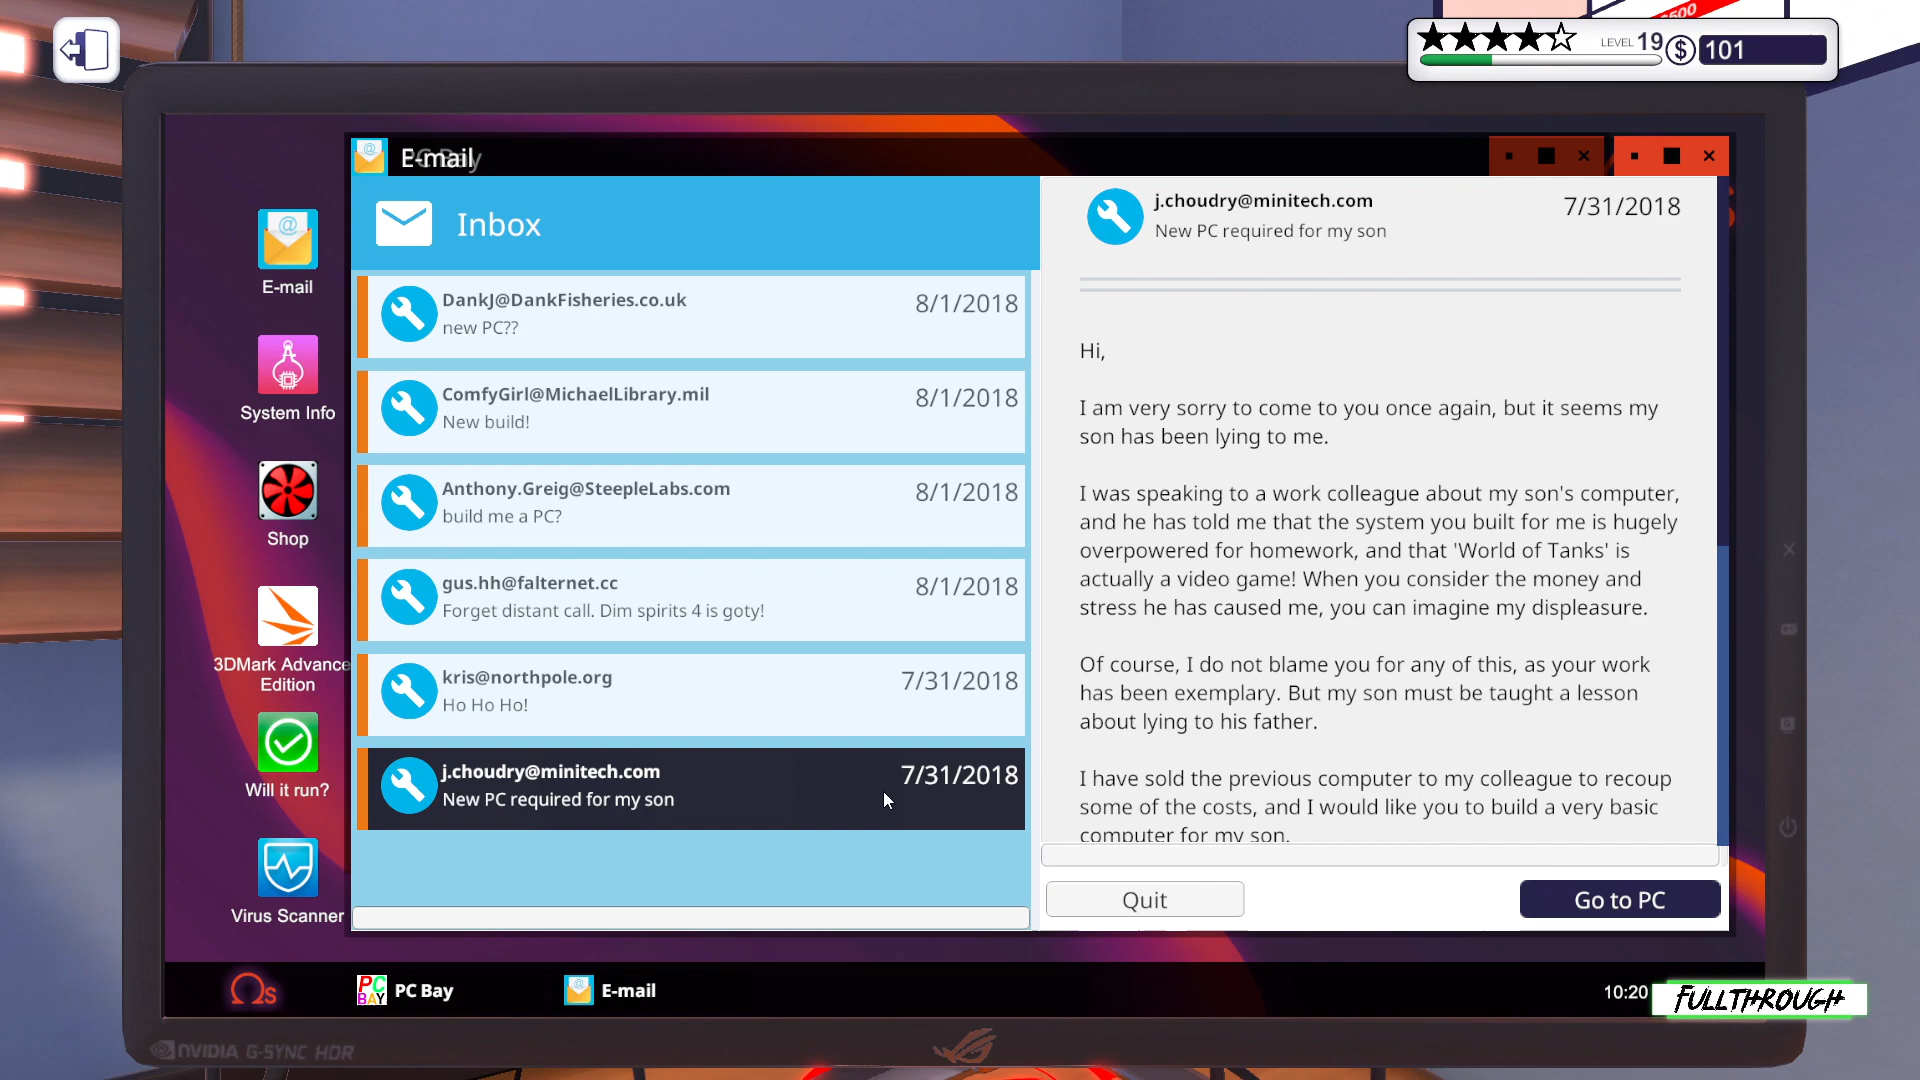 $500
LEVEL 19
$ 101
E-mail
PC Bay
Inbox
DankJ@DankFisheries.co.uk
8/1/2018
new PC??
ComfyGirl@MichaelLibrary.mil
8/1/2018
New build!
Anthony.Greig@SteepleLabs.com
8/1/2018
build me a PC?
gus.hh@falternet.cc
8/1/2018
Forget distant call. Dim spirits 4 is goty!
kris@northpole.org
7/31/2018
Ho Ho Ho!
j.choudry@minitech.com
7/31/2018
New PC required for my son
j.choudry@minitech.com
7/31/2018
New PC required for my son
Hi,
I am very sorry to come to you once again, but it seems my
son has been lying to me.
I was speaking to a work colleague about my son's computer,
and he has told me that the system you built for me is hugely
overpowered for homework, and that 'World of Tanks' is
actually a video game! When you consider the money and
stress he has caused me, you can imagine my displeasure.
Of course, I do not blame you for any of this, as your work
has been exemplary. But my son must be taught a lesson
about lying to his father.
I have sold the previous computer to my colleague to recoup
some of the costs, and I would like you to build a very basic
computer for my son.
Quit
Go to PC
E-mail
System Info
Shop
3DMark Advance
Edition
Will it run?
Virus Scanner
Ωs
PC BAY
PC Bay
E-mail
10:20
FULLTHROUGH
NVIDIA G-SYNC HDR